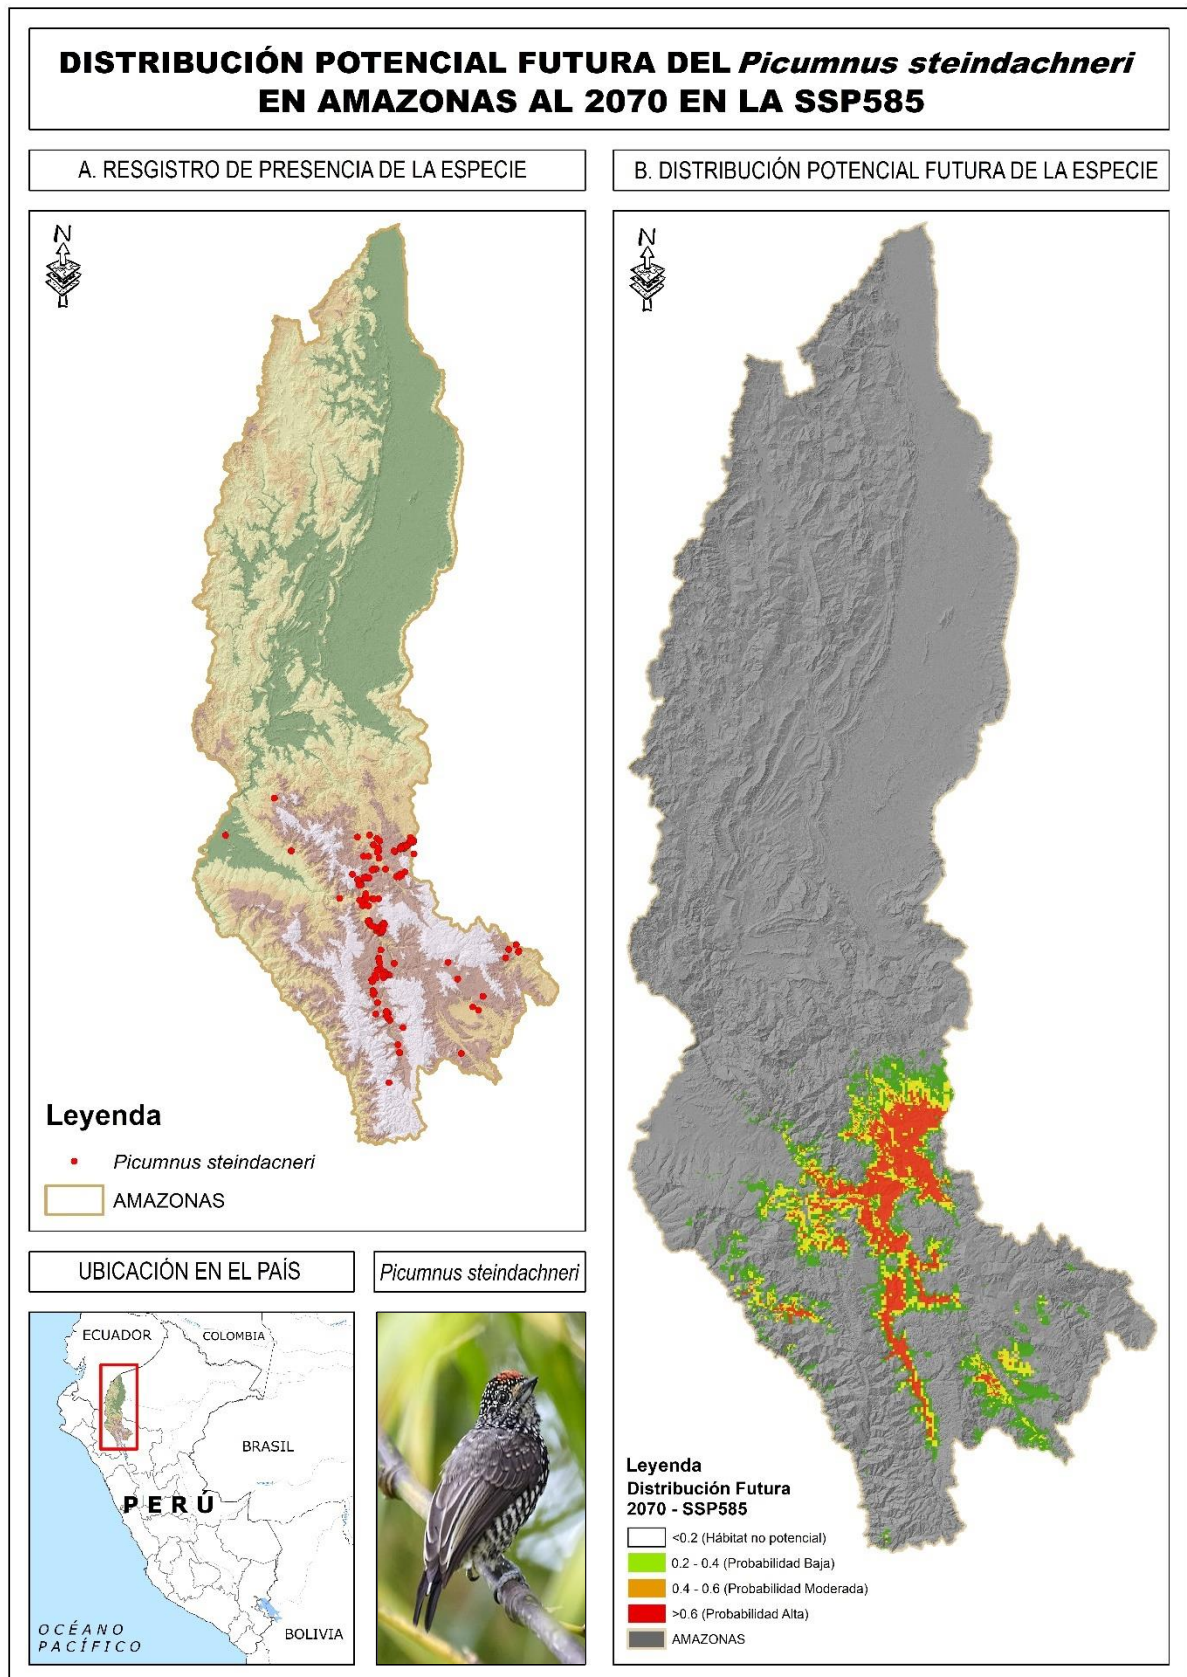 DISTRIBUCIÓN POTENCIAL FUTURA DEL Picumnus steindachneri
EN AMAZONAS AL 2070 EN LA SSP585
A. RESGISTRO DE PRESENCIA DE LA ESPECIE
B. DISTRIBUCIÓN POTENCIAL FUTURA DE LA ESPECIE
N
N
Leyenda
Picumnus steindacneri
AMAZONAS
UBICACIÓN EN EL PAÍS
Picumnus steindachneri
ECUADOR
COLOMBIA
BRASIL
PERÚ
BOLIVIA
OCÉANO
PACÍFICO
Leyenda
Distribución Futura
2070 - SSP585
<0.2 (Hábitat no potencial)
0.2 - 0.4 (Probabilidad Baja)
0.4 - 0.6 (Probabilidad Moderada)
>0.6 (Probabilidad Alta)
AMAZONAS